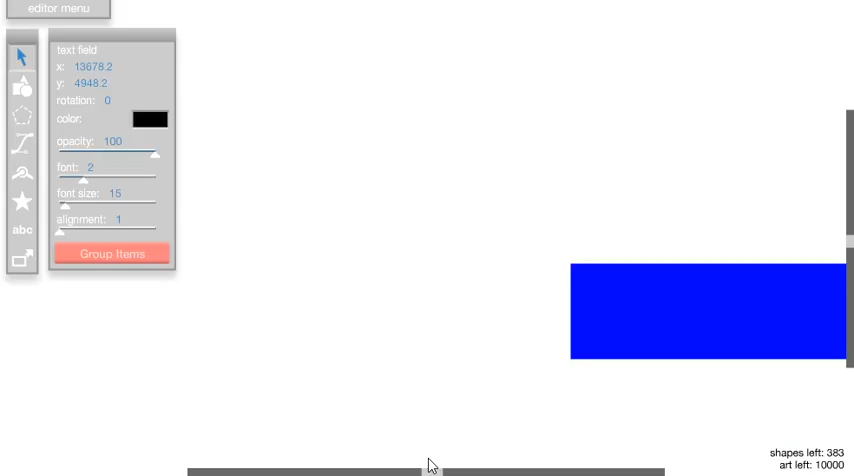 editor menu
text field
x: 13678.2
y: 4948.2
rotation: 0
color:
opacity: 100
font: 2
font size: 15
alignment: 1
Group Items
abc
shapes left: 383
art left: 10000